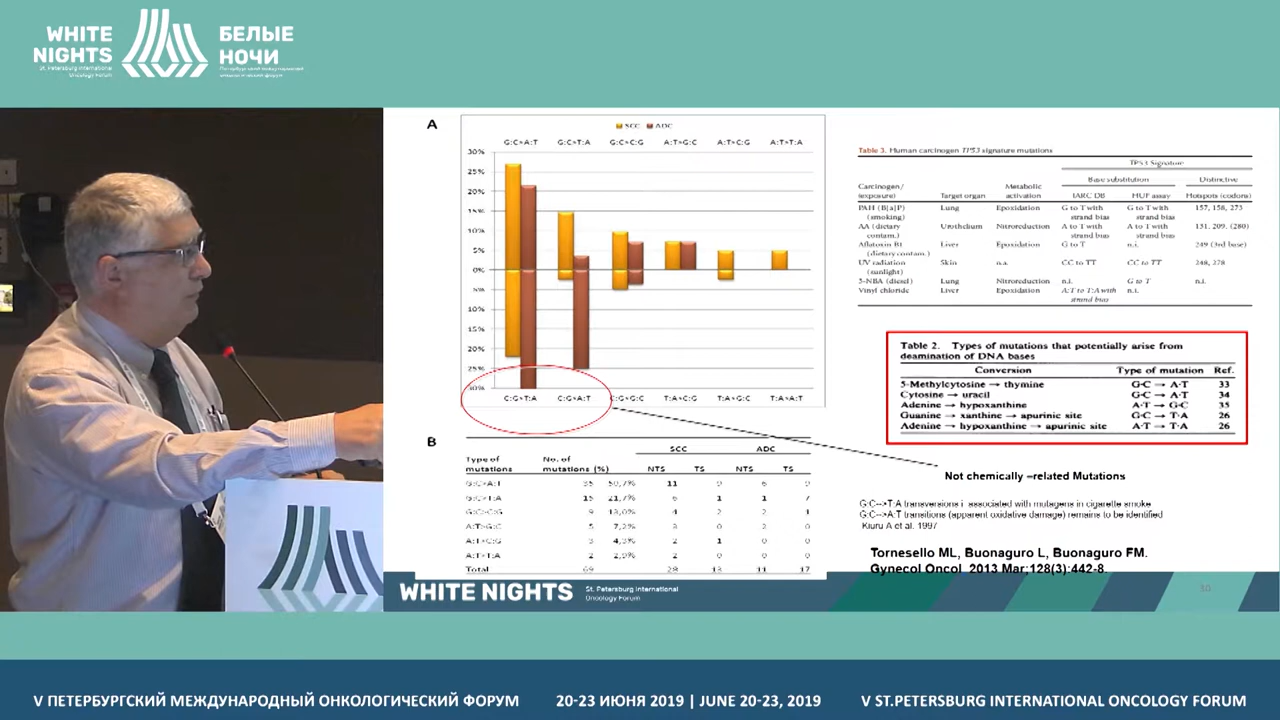 WHITE
NIGHTS
St. Petersburg International
Oncology Forum
БЕЛЫЕ
НОЧИ
Петербургский международный
онкологический форум
A
SCC ADC
G:C>A:T G:C>T:A G:C>C:G A:T>G:C A:T>C:G A:T>T:A
30%
25%
20%
15%
10%
5%
0%
5%
10%
15%
20%
25%
30%
C:G>T:A C:G>A:T C:G>G:C T:A>C:G T:A>G:C T:A>A:T
B
SCC ADC
Type of mutations No. of mutations (%) NTS TS NTS TS
G:C>A:T 35 50,7% 11 6
G:C>T:A 15 21,7% 6 1 1 7
G:C>C:G 9 13,0% 4 2 2 1
A:T>G:C 5 7,2% 3 0 2 0
A:T>C:G 3 4,3% 2 1 0 0
A:T>T:A 2 2,9% 2 0 0 0
Total 69 28 13 11 17
Table 3. Human carcinogen TP53 signature mutations
TP53 Signature
Base substitution Distinctive
Carcinogen/
(exposure) Target organ Metabolic
activation IARC DB HUF assay Hotspots (codons)
PAH (B[a]P)
(smoking) Lung Epoxidation G to T with
strand bias G to T with
strand bias 157, 158, 273
AA (dietary
contam.) Urothelium Nitroreduction A to T with
strand bias A to T with
strand bias 131, 209, (280)
Aflatoxin B1
(dietary contam.) Liver Epoxidation G to T n.i. 249 (3rd base)
UV radiation
(sunlight) Skin n.a. CC to TT CC to TT 248, 278
3-NBA (diesel) Lung Nitroreduction n.i. G to T n.i.
Vinyl chloride Liver Epoxidation A:T to T:A with
strand bias n.i.
Table 2. Types of mutations that potentially arise from
deamination of DNA bases
Conversion Type of mutation Ref.
5-Methylcytosine → thymine G·C → A·T 33
Cytosine → uracil G·C → A·T 34
Adenine → hypoxanthine A·T → G·C 35
Guanine → xanthine → apurinic site G·C → T·A 26
Adenine → hypoxanthine → apurinic site A·T → T·A 26
Not chemically –related Mutations
G:C-->T:A transversions i associated with mutagens in cigarette smoke
G:C-->A:T transitions (apparent oxidative damage) remains to be identified
Kiuru A et al. 1997
Tornesello ML, Buonaguro L, Buonaguro FM.
Gynecol Oncol 2013 Mar;128(3):442-8.
WHITE NIGHTS
St. Petersburg International
Oncology Forum
30
V ПЕТЕРБУРГСКИЙ МЕЖДУНАРОДНЫЙ ОНКОЛОГИЧЕСКИЙ ФОРУМ 20-23 ИЮНЯ 2019 | JUNE 20-23, 2019 V ST.PETERSBURG INTERNATIONAL ONCOLOGY FORUM